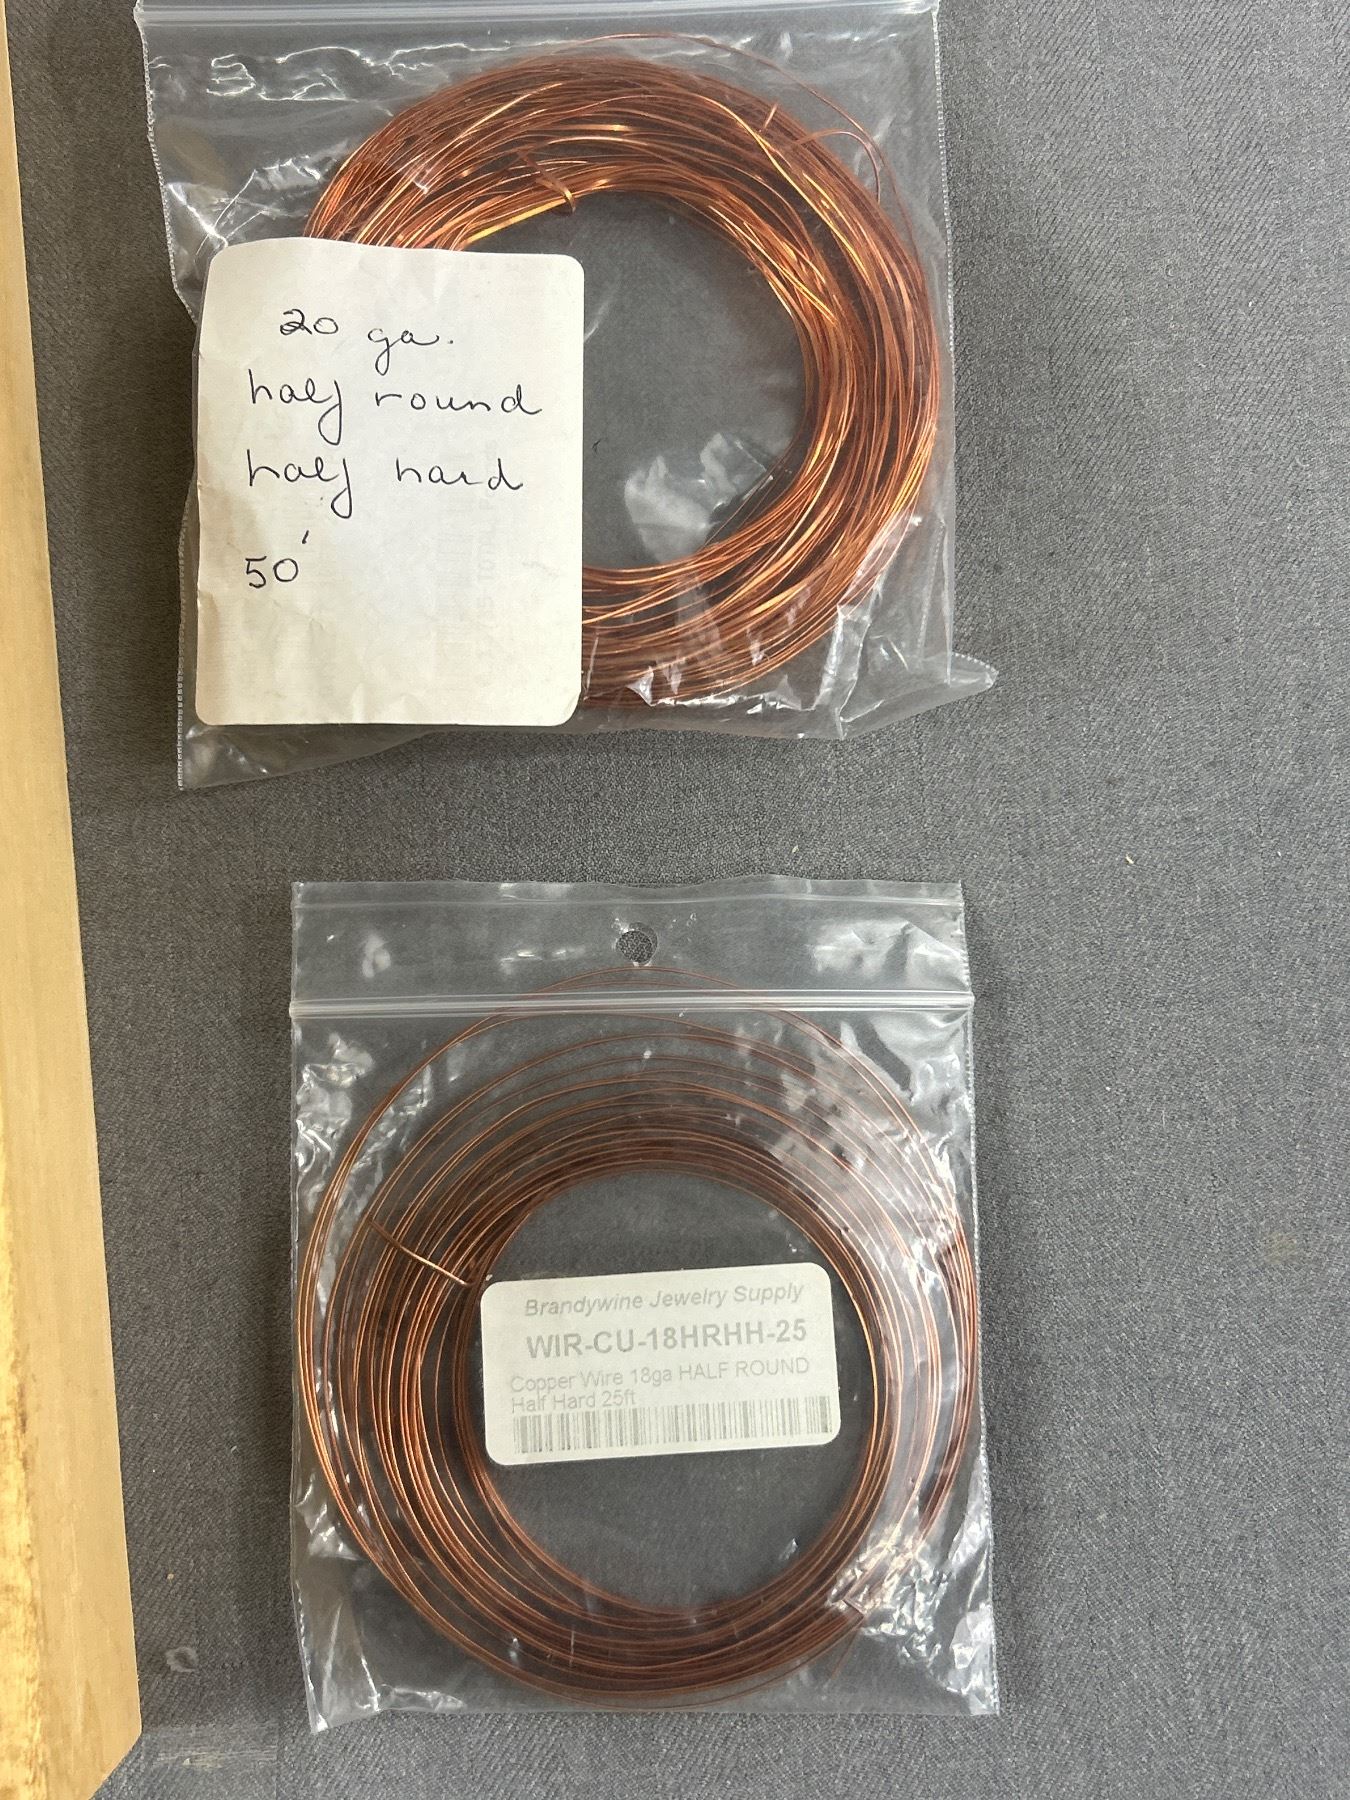 20 ga.
half round
half hard
50'
Brandywine Jewelry Supply
WIR-CU-18HRHH-25
Copper Wire 18ga HALF ROUND
Half Hard 25ft